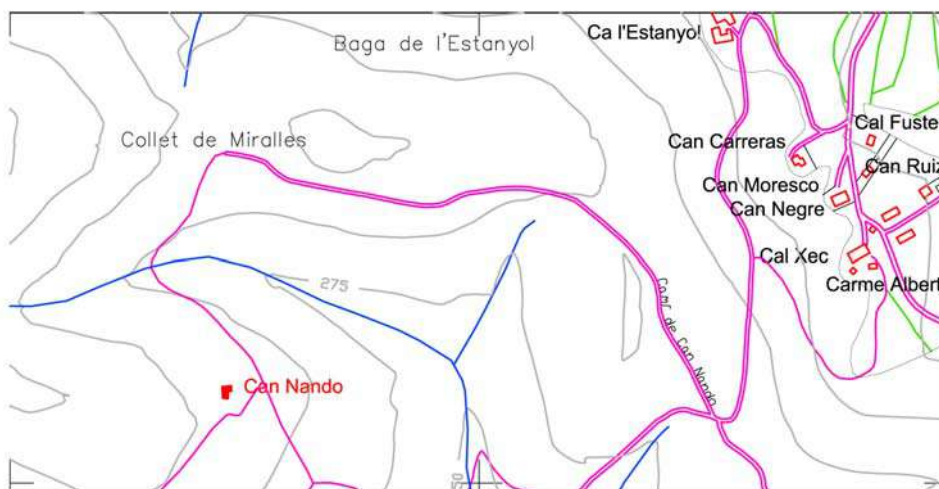 Ca l'Estanyol
Baga de l'Estanyol
Cal Fuste
Collet de Miralles
Can Carreras
Can Ruiz
Can Moresco
Can Negre
Cal Xec
275
Carme Albert
Camí de Can Nando
Can Nando